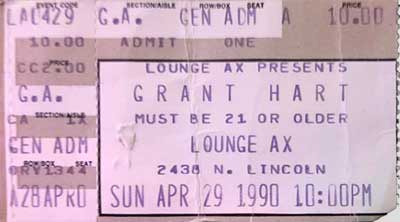 EVENT CODE SECTION/AISLE ROW/BOX SEAT
LAU429 G.A. GEN ADM A 10.00
10.00 ADMIT ONE
CC2.00 LOUNGE AX PRESENTS
G.A. GRANT HART
SECTION/AISLE
CA 1X MUST BE 21 OR OLDER
GEN ADM LOUNGE AX
ROW/BOX SEAT
ORY1344 2438 N. LINCOLN
A28APR0 SUN APR 29 1990 10:00PM